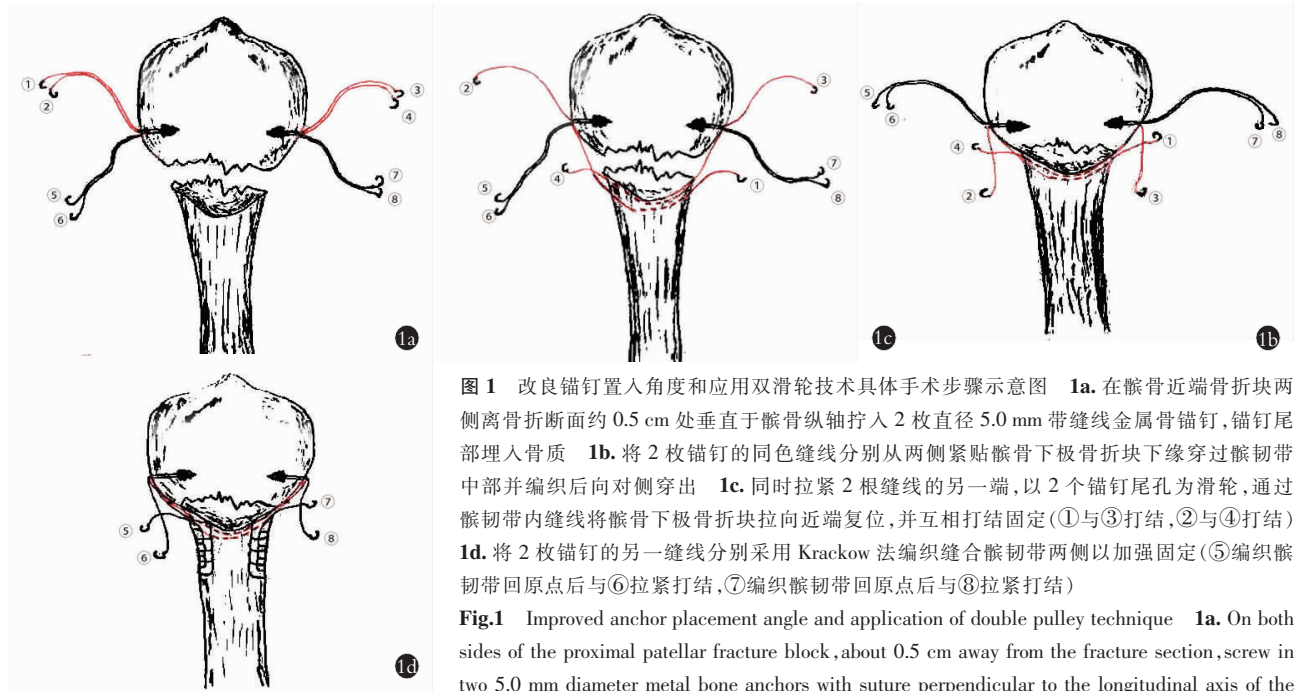 ①
②
③
④
⑤
⑥
⑦
⑧
1a
②
③
④
①
⑤
⑥
⑦
⑧
1c
⑤
⑥
④
②
①
③
⑦
⑧
1b
⑤
⑥
⑦
⑧
1d
图 1 改良锚钉置入角度和应用双滑轮技术具体手术步骤示意图 1a. 在髌骨近端骨折块两
侧离骨折断面约 0.5 cm 处垂直于髌骨纵轴拧入 2 枚直径 5.0 mm 带缝线金属骨锚钉,锚钉尾
部埋入骨质 1b. 将 2 枚锚钉的同色缝线分别从两侧紧贴髌骨下极骨折块下缘穿过髌韧带
中部并编织后向对侧穿出 1c. 同时拉紧 2 根缝线的另一端,以 2 个锚钉尾孔为滑轮,通过
髌韧带内缝线将髌骨下极骨折块拉向近端复位,并互相打结固定(①与③打结,②与④打结)
1d. 将 2 枚锚钉的另一缝线分别采用 Krackow 法编织缝合髌韧带两侧以加强固定(⑤编织髌
韧带回原点后与⑥拉紧打结,⑦编织髌韧带回原点后与⑧拉紧打结)
Fig.1 Improved anchor placement angle and application of double pulley technique 1a. On both
sides of the proximal patellar fracture block,about 0.5 cm away from the fracture section,screw in
two 5.0 mm diameter metal bone anchors with suture perpendicular to the longitudinal axis of the